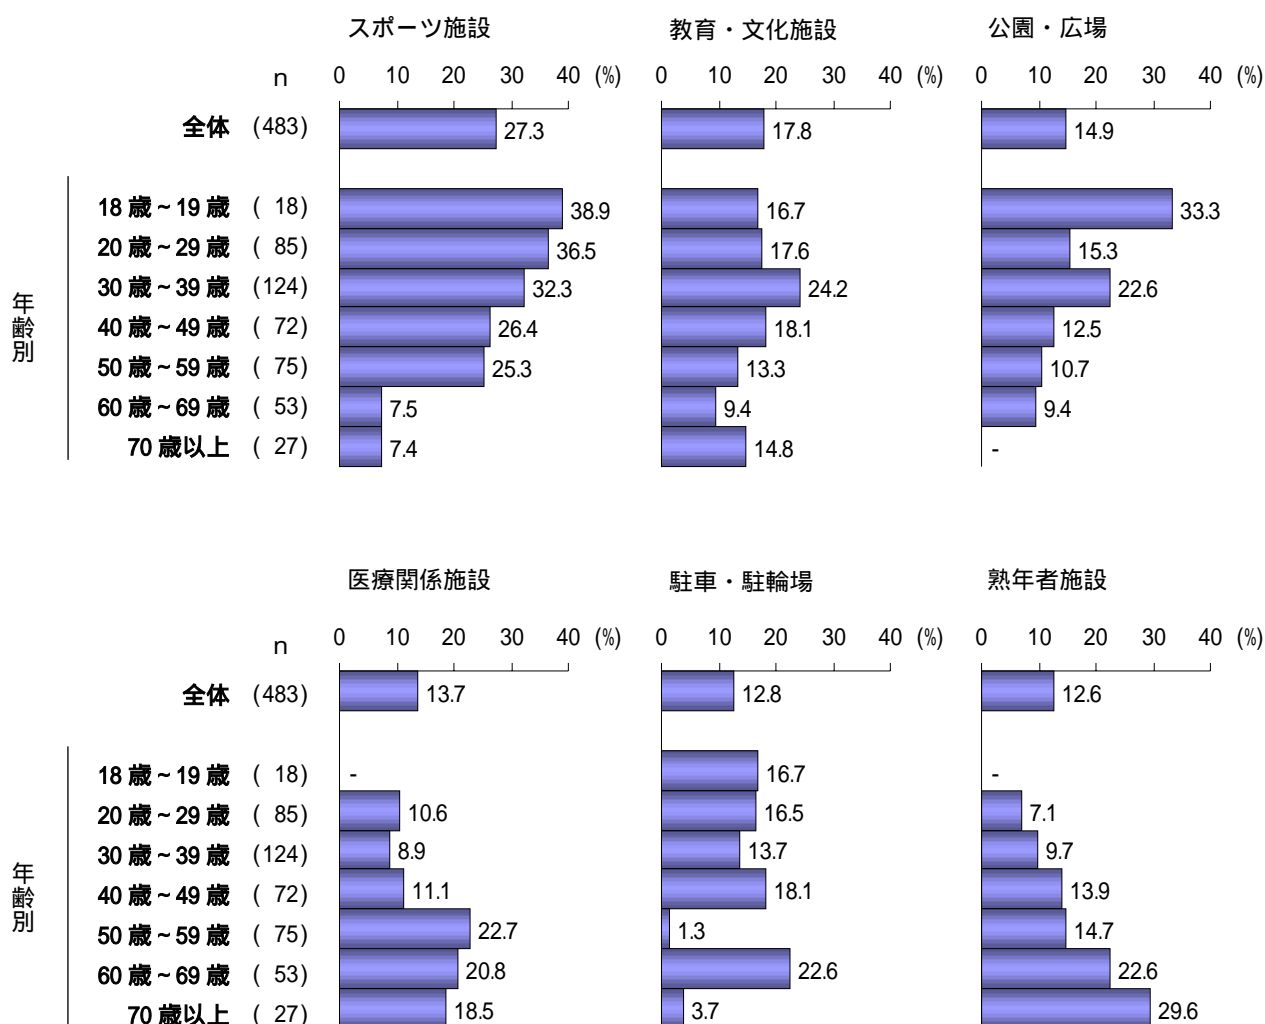 スポーツ施設 教育・文化施設 公園・広場
n 0 10 20 30 40 (%) 0 10 20 30 40 (%) 0 10 20 30 40 (%)
全体 (483) 27.3 17.8 14.9
年齢別
18歳~19歳 ( 18) 38.9 16.7 33.3
20歳~29歳 ( 85) 36.5 17.6 15.3
30歳~39歳 (124) 32.3 24.2 22.6
40歳~49歳 ( 72) 26.4 18.1 12.5
50歳~59歳 ( 75) 25.3 13.3 10.7
60歳~69歳 ( 53) 7.5 9.4 9.4
70歳以上 ( 27) 7.4 14.8 -
医療関係施設 駐車・駐輪場 熟年者施設
n 0 10 20 30 40 (%) 0 10 20 30 40 (%) 0 10 20 30 40 (%)
全体 (483) 13.7 12.8 12.6
年齢別
18歳~19歳 ( 18) - 16.7 -
20歳~29歳 ( 85) 10.6 16.5 7.1
30歳~39歳 (124) 8.9 13.7 9.7
40歳~49歳 ( 72) 11.1 18.1 13.9
50歳~59歳 ( 75) 22.7 1.3 14.7
60歳~69歳 ( 53) 20.8 22.6 22.6
70歳以上 ( 27) 18.5 3.7 29.6